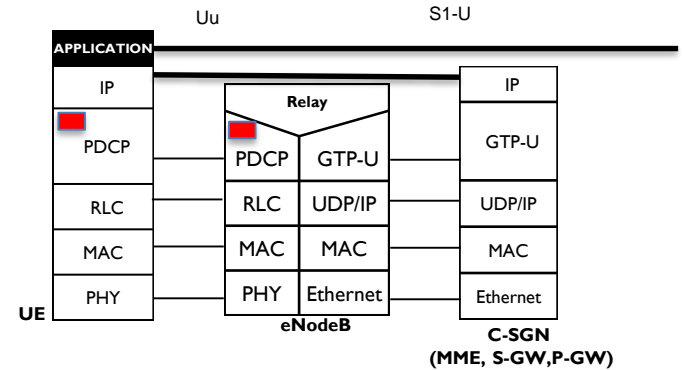 Uu
S1-U
APPLICATION
IP
PDCP
RLC
MAC
PHY
UE
Relay
PDCP GTP-U
RLC UDP/IP
MAC MAC
PHY Ethernet
eNodeB
IP
GTP-U
UDP/IP
MAC
Ethernet
C-SGN
(MME, S-GW,P-GW)